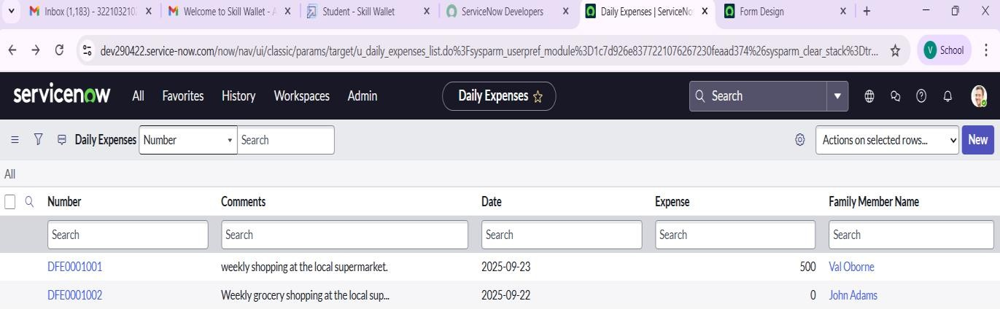 Inbox (1,183) - 322103210
Welcome to Skill Wallet - A
Student - Skill Wallet
ServiceNow Developers
Daily Expenses | ServiceNo
Form Design
dev290422.service-now.com/now/nav/ui/classic/params/target/u_daily_expenses_list.do%3Fsysparm_userpref_module%3D1c7d926e8377221076267230feaad374%26sysparm_clear_stack%3Dtr...
V School
servicenow All Favorites History Workspaces Admin Daily Expenses Search
Daily Expenses Number Search Actions on selected rows... New
All
Number Comments Date Expense Family Member Name
Search Search Search Search Search
DFE0001001 weekly shopping at the local supermarket. 2025-09-23 500 Val Oborne
DFE0001002 Weekly grocery shopping at the local sup... 2025-09-22 0 John Adams